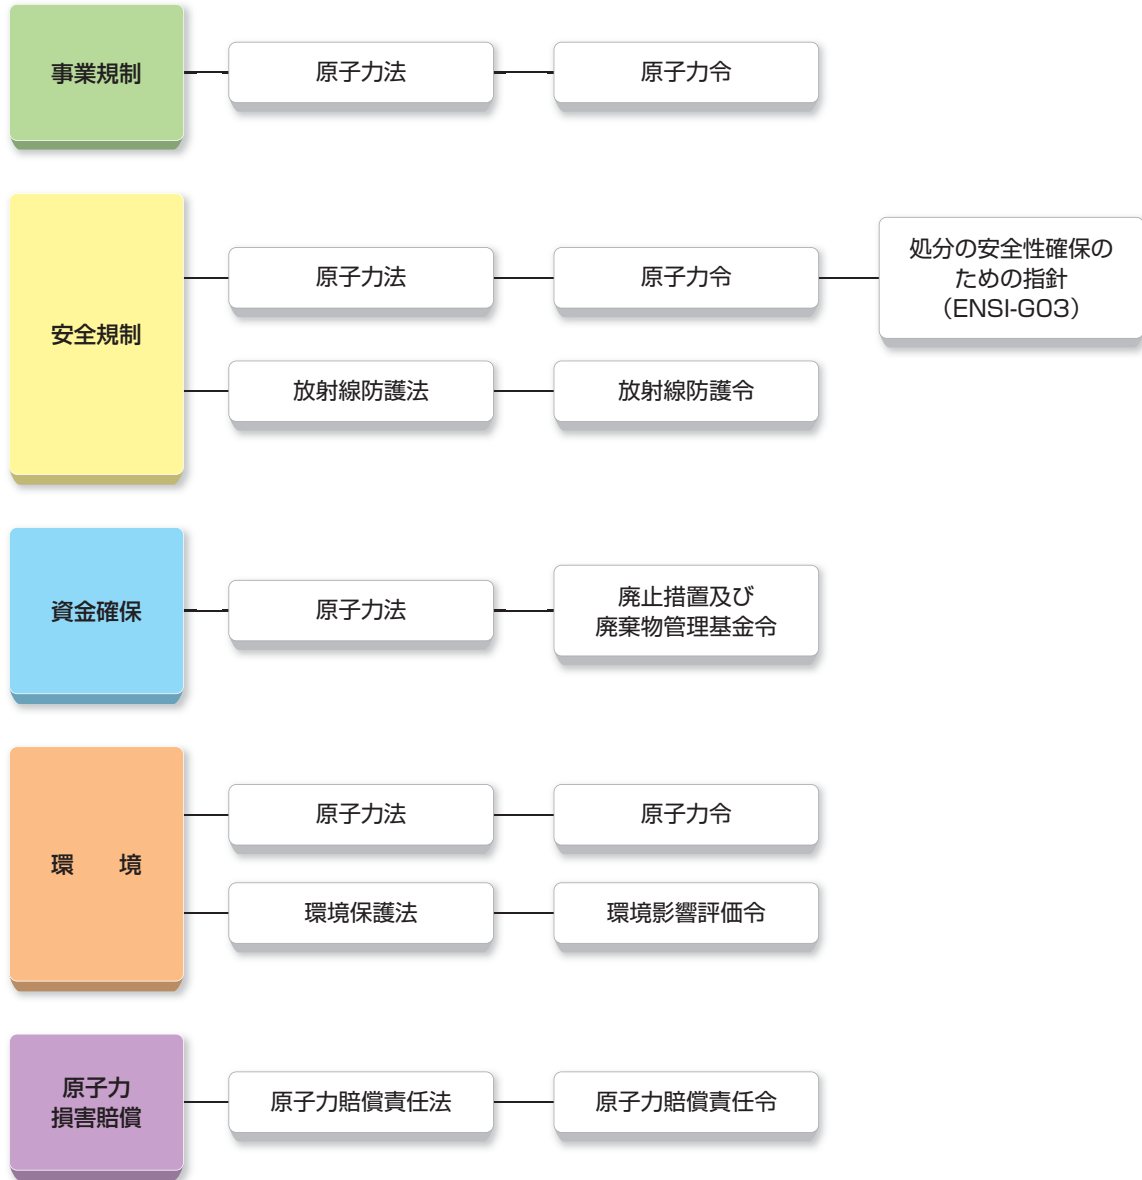 事業規制
原子力法
原子力令
安全規制
原子力法
原子力令
処分の安全性確保の
ための指針
（ENSI-G03）
放射線防護法
放射線防護令
資金確保
原子力法
廃止措置及び
廃棄物管理基金令
環　　境
原子力法
原子力令
環境保護法
環境影響評価令
原子力
損害賠償
原子力賠償責任法
原子力賠償責任令